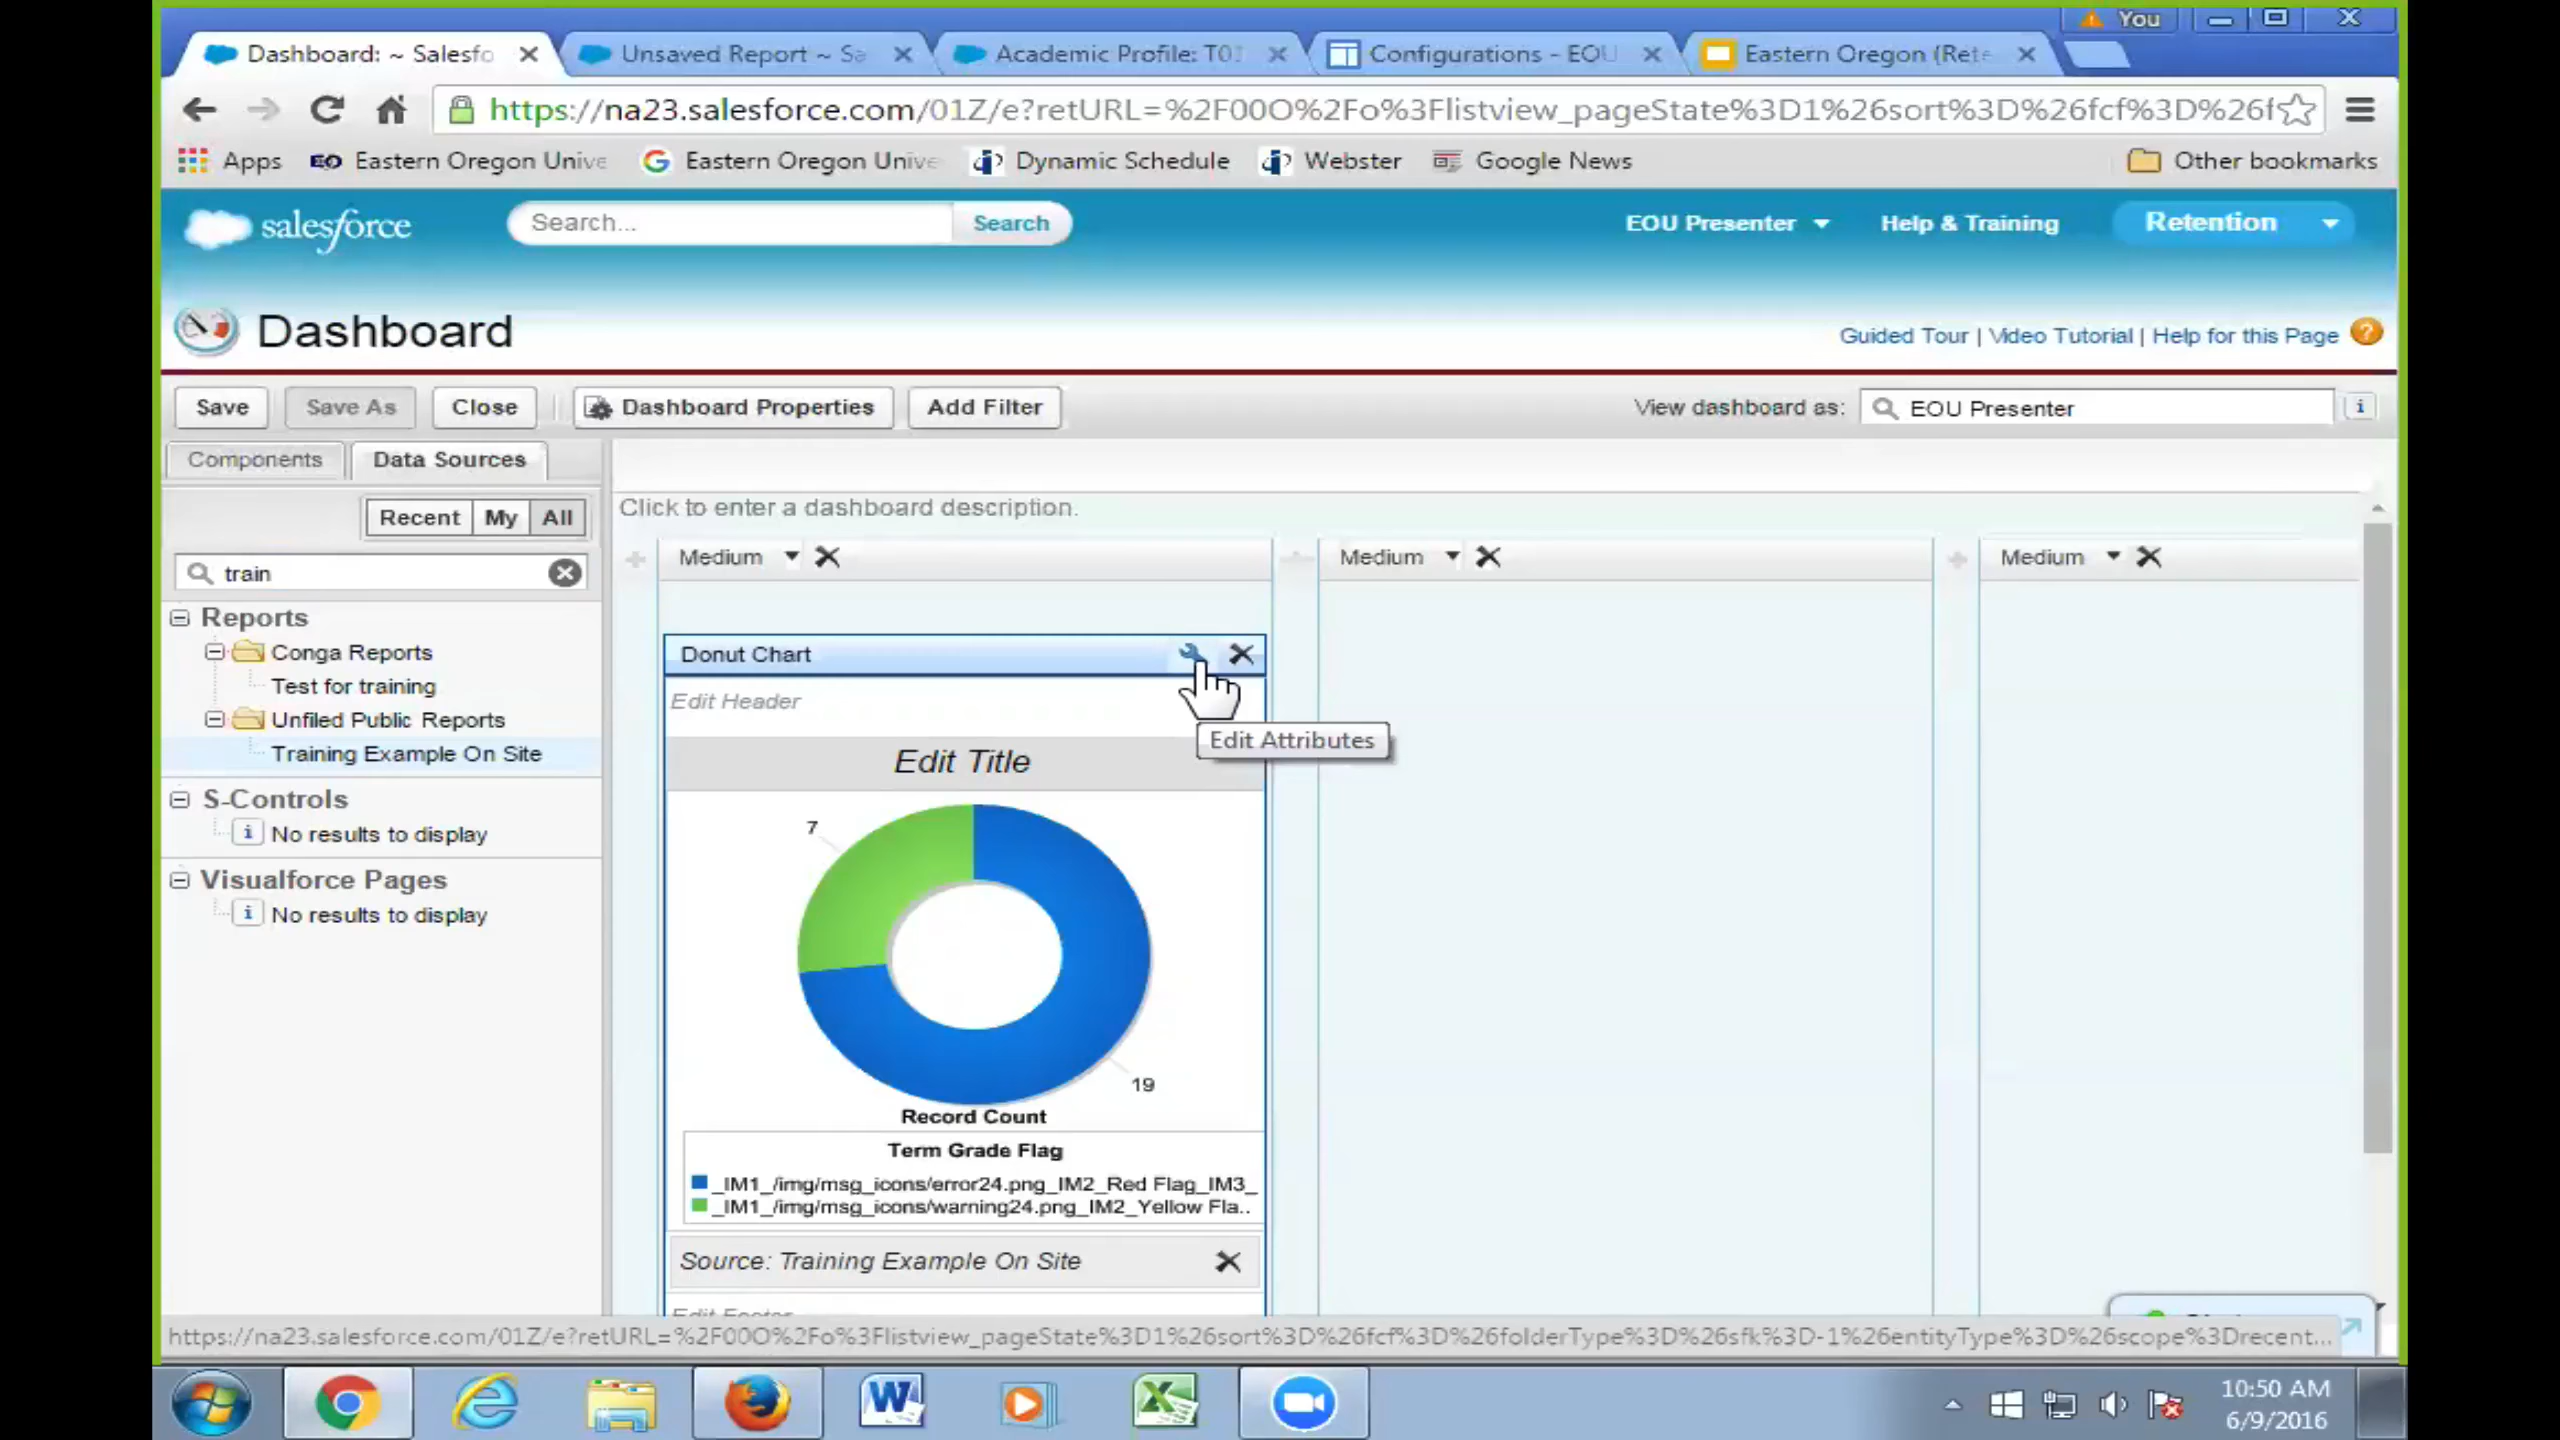 You
Dashboard: ~ Salesfo
Unsaved Report ~ Sa
Academic Profile: T01
Configurations - EOU
Eastern Oregon (Rete
https://na23.salesforce.com/01Z/e?retURL=%2F00O%2Fo%3Flistview_pageState%3D1%26sort%3D%26fcf%3D%26f
Apps
Eastern Oregon Unive
Eastern Oregon Unive
Dynamic Schedule
Webster
Google News
Other bookmarks
salesforce
Search...
Search
EOU Presenter
Help & Training
Retention
Dashboard
Guided Tour | Video Tutorial | Help for this Page
Save
Save As
Close
Dashboard Properties
Add Filter
View dashboard as:
EOU Presenter
Components
Data Sources
Recent
My
All
train
Reports
Conga Reports
Test for training
Unfiled Public Reports
Training Example On Site
S-Controls
No results to display
Visualforce Pages
No results to display
Click to enter a dashboard description.
Medium
Medium
Medium
Donut Chart
Edit Header
Edit Attributes
Edit Title
7
19
Record Count
Term Grade Flag
_IM1_/img/msg_icons/error24.png_IM2_Red Flag_IM3_
_IM1_/img/msg_icons/warning24.png_IM2_Yellow Fla..
Source: Training Example On Site
Edit Footer
https://na23.salesforce.com/01Z/e?retURL=%2F00O%2Fo%3Flistview_pageState%3D1%26sort%3D%26fcf%3D%26folderType%3D%26sfk%3D-1%26entityType%3D%26scope%3Drecent...
10:50 AM
6/9/2016